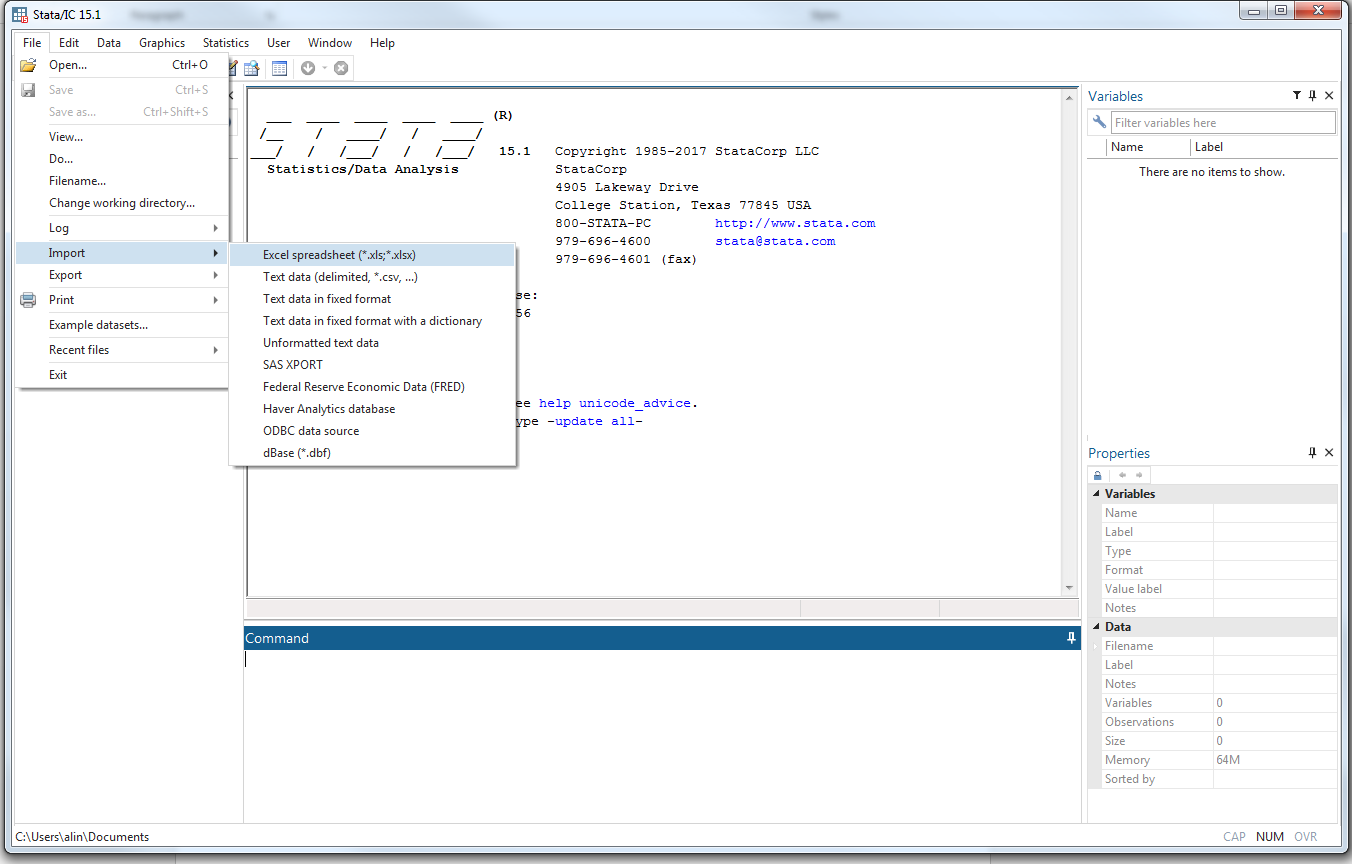 Stata/IC 15.1
File Edit Data Graphics Statistics User Window Help
Open... Ctrl+O
Save Ctrl+S
Save as... Ctrl+Shift+S
View...
Do...
Filename...
Change working directory...
Log
Import
Export
Print
Example datasets...
Recent files
Exit
Excel spreadsheet (*.xls;*.xlsx)
Text data (delimited, *.csv, ...)
Text data in fixed format
Text data in fixed format with a dictionary
Unformatted text data
SAS XPORT
Federal Reserve Economic Data (FRED)
Haver Analytics database
ODBC data source
dBase (*.dbf)
stata (R)
15.1 Copyright 1985-2017 StataCorp LLC
Statistics/Data Analysis StataCorp
4905 Lakeway Drive
College Station, Texas 77845 USA
800-STATA-PC http://www.stata.com
979-696-4600 stata@stata.com
979-696-4601 (fax)
se:
56
ee help unicode_advice.
ype -update all-
Command
Variables
Filter variables here
Name Label
There are no items to show.
Properties
Variables
Name
Label
Type
Format
Value label
Notes
Data
Filename
Label
Notes
Variables 0
Observations 0
Size 0
Memory 64M
Sorted by
C:\Users\alin\Documents
CAP NUM OVR